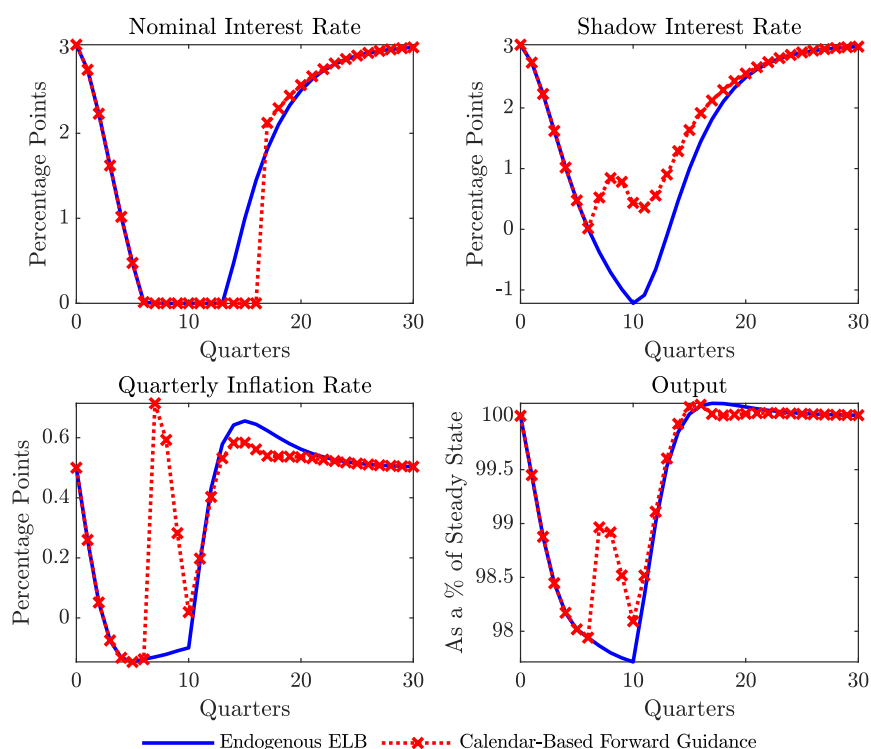 Nominal Interest Rate
Percentage Points
3
2
1
0
0 10 20 30
Quarters
Shadow Interest Rate
Percentage Points
3
2
1
0
-1
0 10 20 30
Quarters
Quarterly Inflation Rate
Percentage Points
0.6
0.4
0.2
0
0 10 20 30
Quarters
Output
As a % of Steady State
100
99.5
99
98.5
98
0 10 20 30
Quarters
Endogenous ELB Calendar-Based Forward Guidance